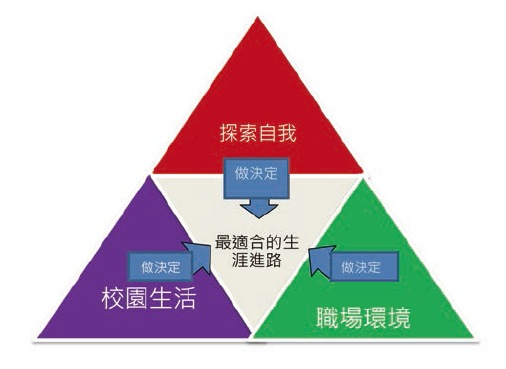 探索自我
做決定
最適合的生
涯進路
做決定
做決定
校園生活
職場環境